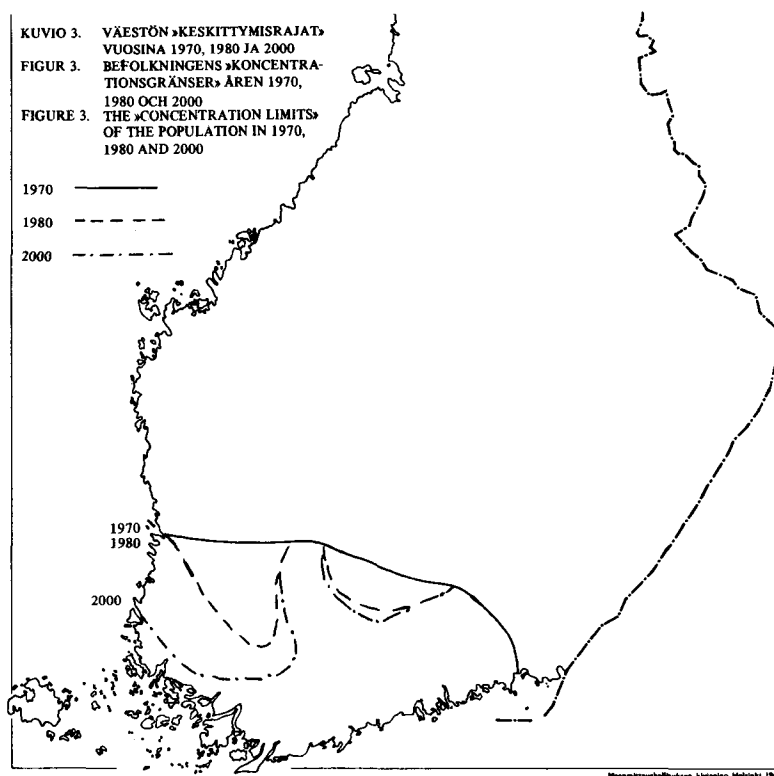 KUVIO 3. VÄESTÖN »KESKITTYMISRAJAT»
VUOSINA 1970, 1980 JA 2000
FIGUR 3. BEFOLKNINGENS »KONCENTRA-
TIONSGRÄNSER» ÅREN 1970,
1980 OCH 2000
FIGURE 3. THE »CONCENTRATION LIMITS»
OF THE POPULATION IN 1970,
1980 AND 2000
1970
1980
2000
1970
1980
2000
Helsinki